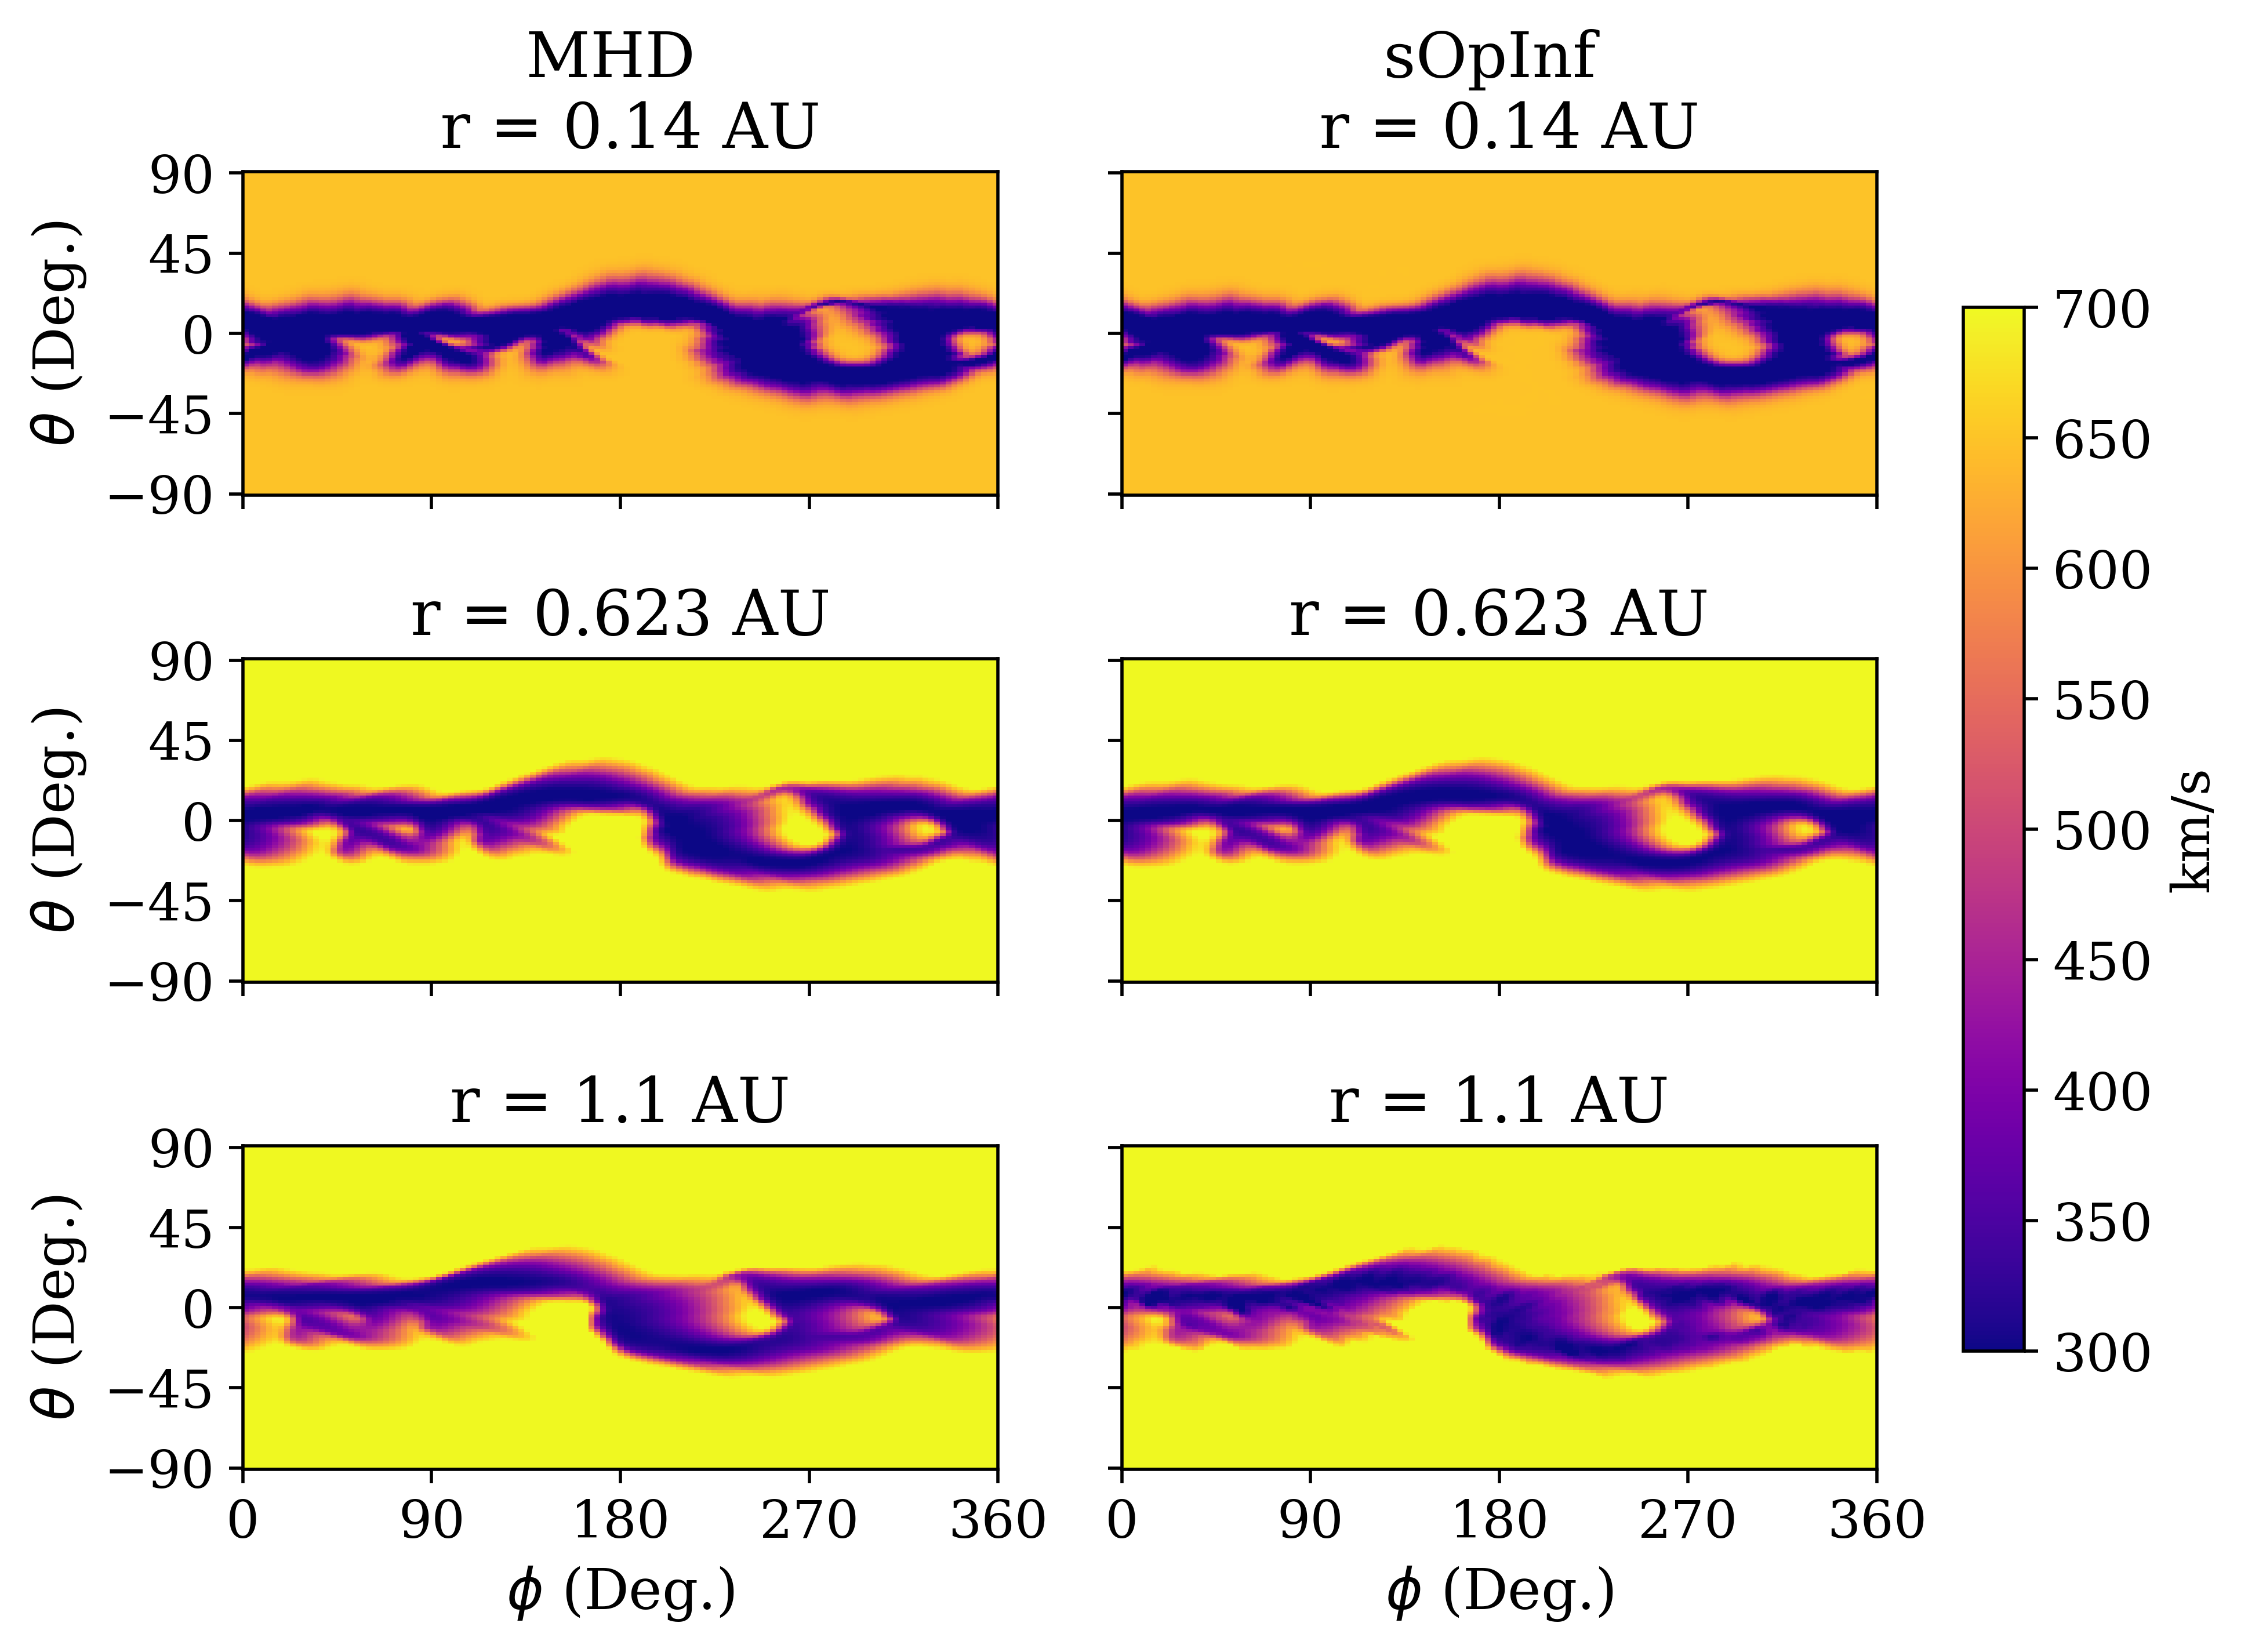 MHD
r = 0.14 AU
sOpInf
r = 0.14 AU
90
45
0
−45
−90
θ (Deg.)
r = 0.623 AU
r = 0.623 AU
90
45
0
−45
−90
θ (Deg.)
r = 1.1 AU
r = 1.1 AU
90
45
0
−45
−90
θ (Deg.)
0 90 180 270 360
ϕ (Deg.)
0 90 180 270 360
ϕ (Deg.)
700
650
600
550
500
450
400
350
300
km/s